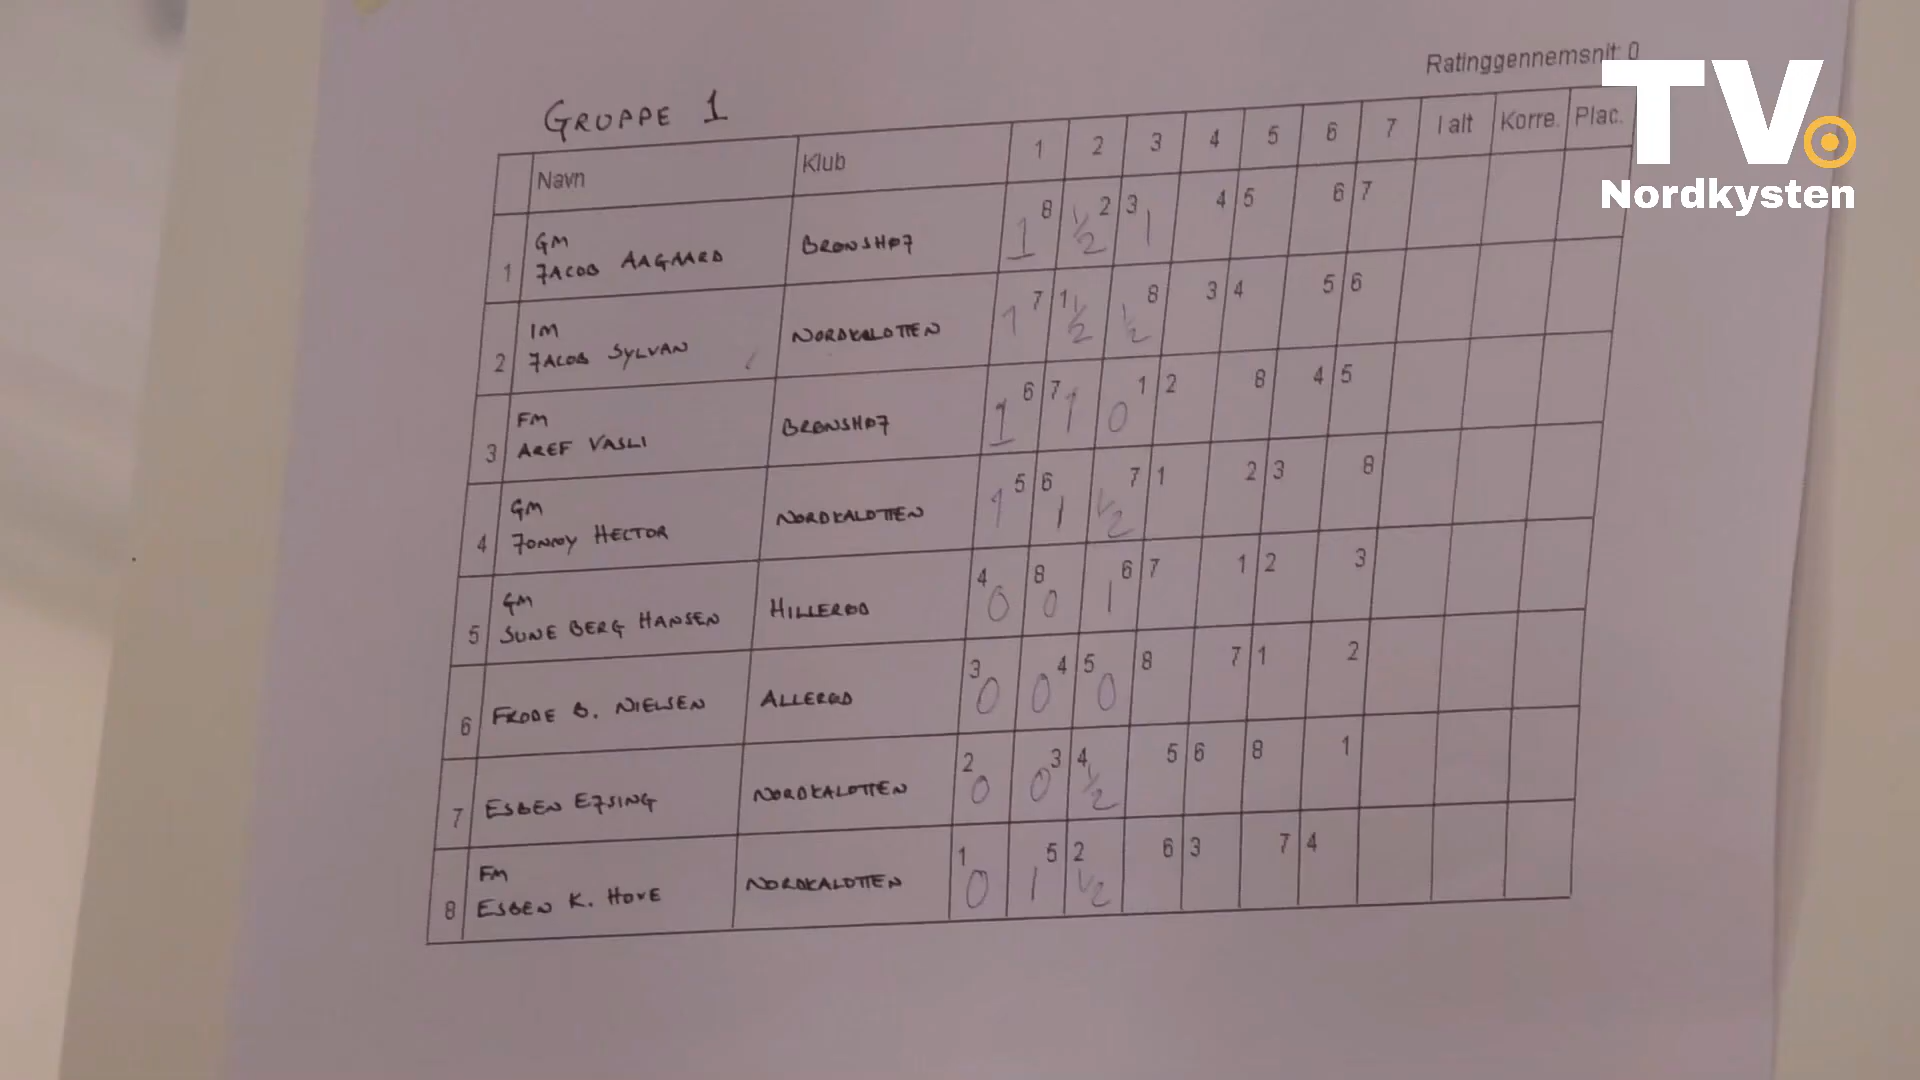 Ratinggennemsnit: 0
TV
Nordkysten
GRUPPE 1
Navn Klub 1 2 3 4 5 6 7 I alt Korre. Plac.
1 GM JACOB AAGAARD BRØNSHØJ 8 1 2 ½ 3 1 4 5 6 7
2 IM JACOB SYLVAN NORDKALOTTEN 7 1 1 ½ 8 ½ 3 4 5 6
3 FM AREF VASLI BRØNSHØJ 6 1 7 1 1 0 2 8 4 5
4 GM JONNY HECTOR NORDKALOTTEN 5 1 6 1 7 ½ 1 2 3 8
5 GM SUNE BERG HANSEN HILLERØD 4 0 8 0 6 1 7 1 2 3
6 FRODE B. NIELSEN ALLERØD 3 0 4 0 5 0 8 7 1 2
7 ESBEN EJSING NORDKALOTTEN 2 0 3 0 4 ½ 5 6 8 1
8 FM ESBEN K. HOVE NORDKALOTTEN 1 0 5 1 2 ½ 6 3 7 4